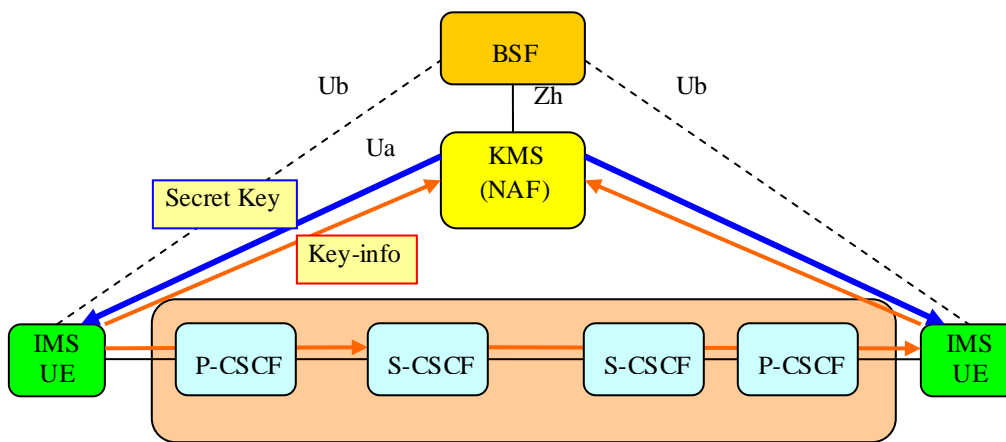 BSF
Ub
Ub
Zh
Ua
KMS
(NAF)
Secret Key
Key-info
IMS
UE
P-CSCF
S-CSCF
S-CSCF
P-CSCF
IMS
UE